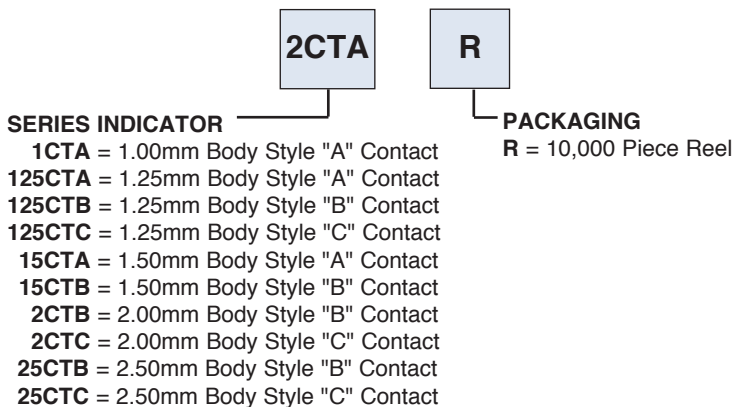 2CTA R
SERIES INDICATOR
1CTA = 1.00mm Body Style "A" Contact
125CTA = 1.25mm Body Style "A" Contact
125CTB = 1.25mm Body Style "B" Contact
125CTC = 1.25mm Body Style "C" Contact
15CTA = 1.50mm Body Style "A" Contact
15CTB = 1.50mm Body Style "B" Contact
2CTB = 2.00mm Body Style "B" Contact
2CTC = 2.00mm Body Style "C" Contact
25CTB = 2.50mm Body Style "B" Contact
25CTC = 2.50mm Body Style "C" Contact
PACKAGING
R = 10,000 Piece Reel